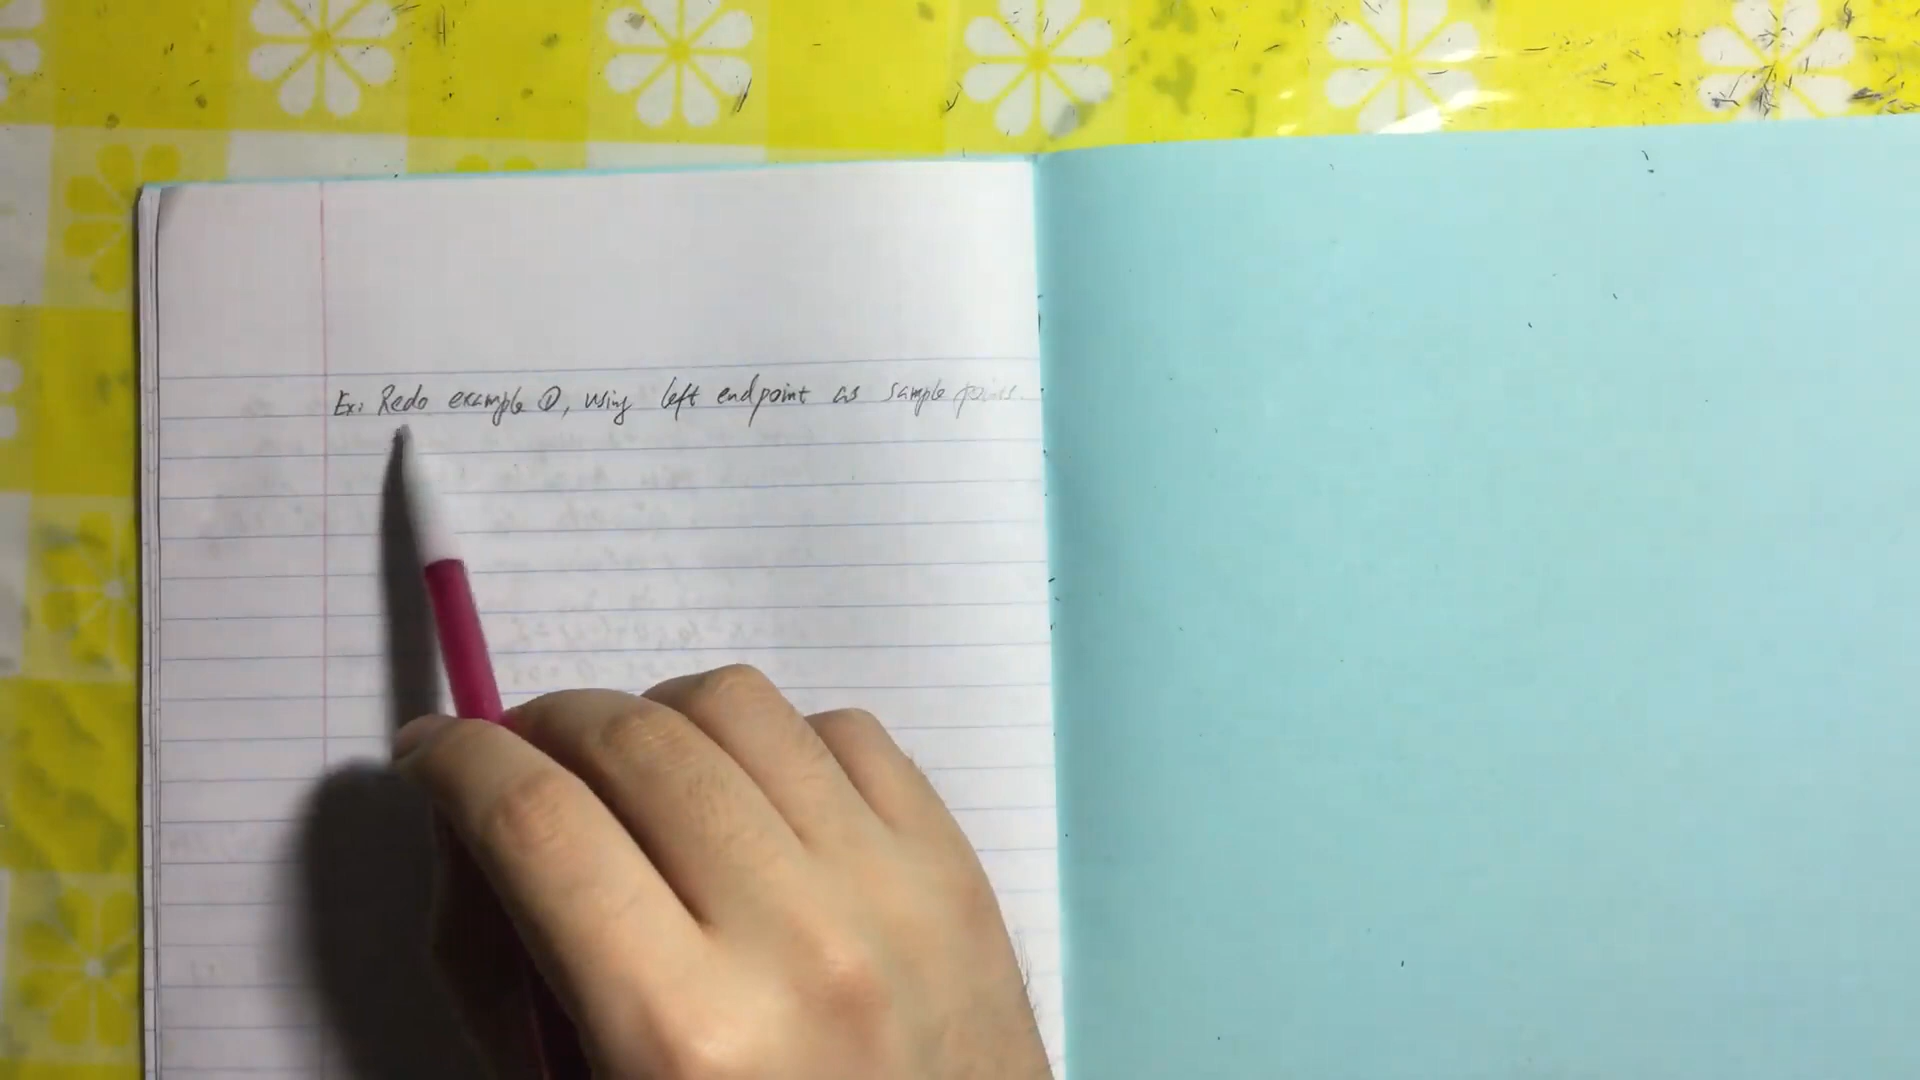 Ex: Redo example ①, using left endpoint as sample points.